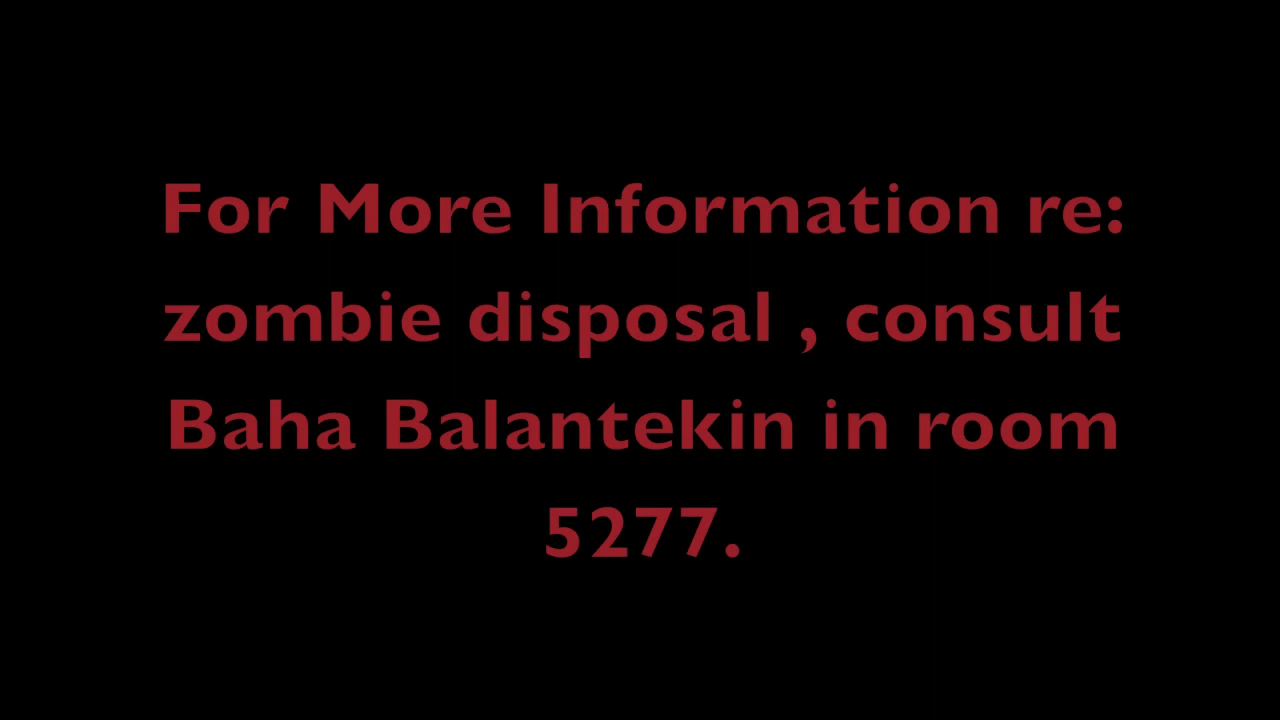 For More Information re:
zombie disposal , consult
Baha Balantekin in room
5277.